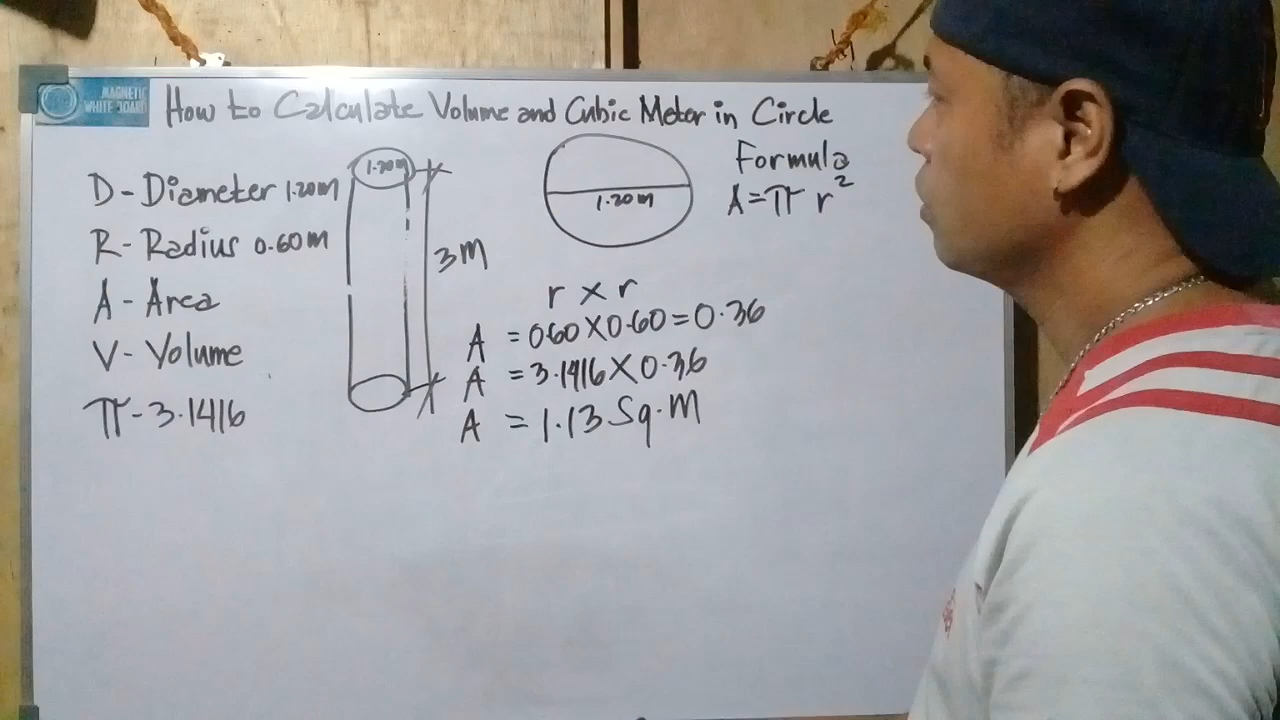 MAGNETIC
WHITE BOARD
How to Calculate Volume and Cubic Meter in Circle
D - Diameter 1.20m
R - Radius 0.60m
A - Area
V - Volume
π - 3.1416
1.20m
3M
1.20m
Formula
A = π r²
r x r
A = 0.60 X 0.60 = 0.36
A = 3.1416 X 0.36
A = 1.13 Sq.M